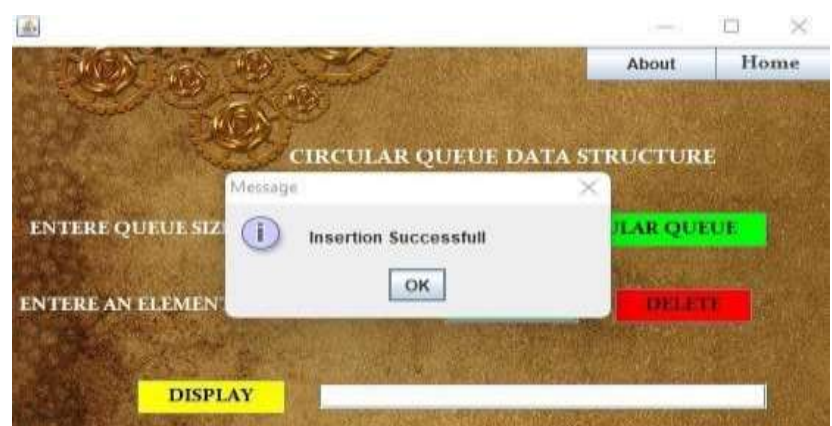 About Home
CIRCULAR QUEUE DATA STRUCTURE
Message
ENTERE QUEUE SIZ
i Insertion Successfull
ULAR QUEUE
OK
ENTERE AN ELEMEN
DELETE
DISPLAY